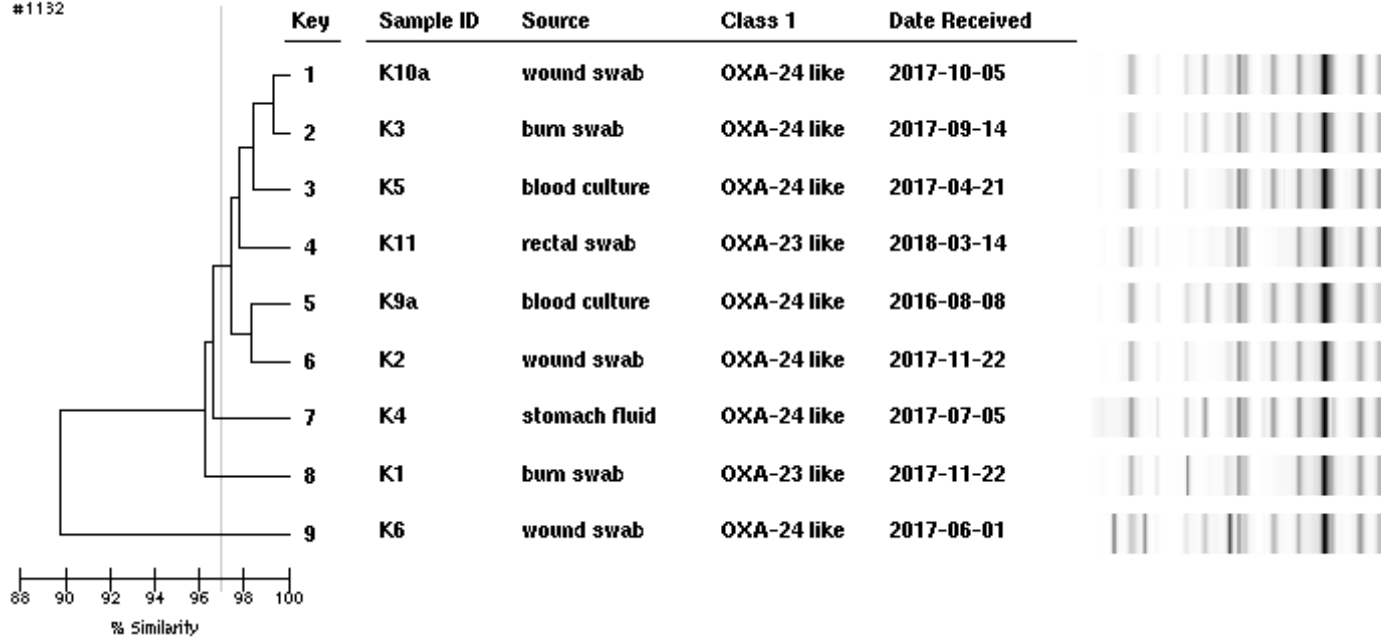 #1132
Key Sample ID Source Class 1 Date Received
1 K10a wound swab OXA-24 like 2017-10-05
2 K3 burn swab OXA-24 like 2017-09-14
3 K5 blood culture OXA-24 like 2017-04-21
4 K11 rectal swab OXA-23 like 2018-03-14
5 K9a blood culture OXA-24 like 2016-08-08
6 K2 wound swab OXA-24 like 2017-11-22
7 K4 stomach fluid OXA-24 like 2017-07-05
8 K1 burn swab OXA-23 like 2017-11-22
9 K6 wound swab OXA-24 like 2017-06-01
88 90 92 94 96 98 100
% Similarity